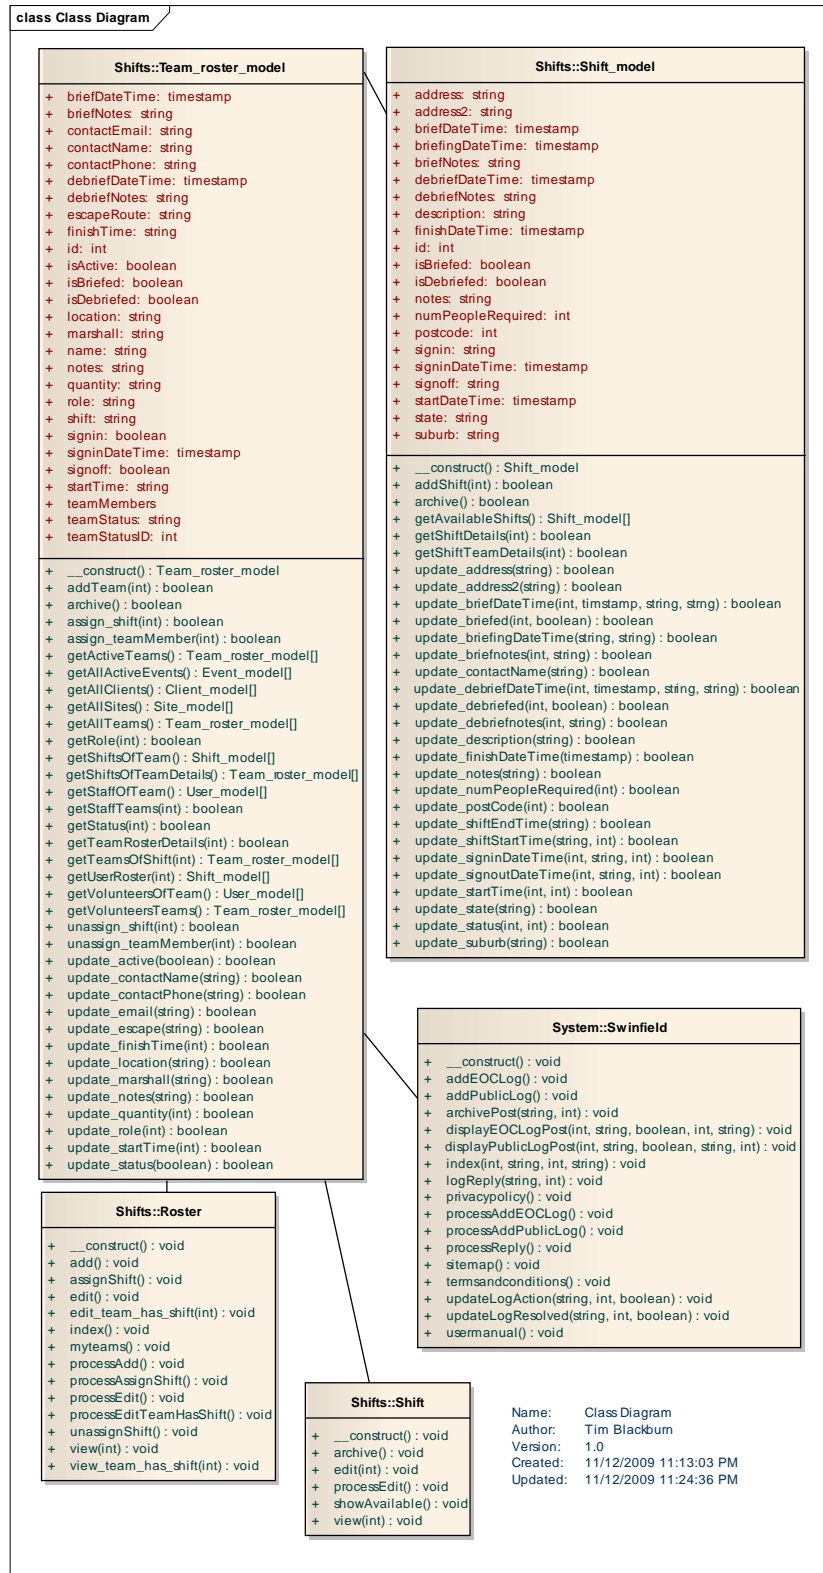 class Class Diagram
Shifts::Team_roster_model
+ briefDateTime: timestamp
+ briefNotes: string
+ contactEmail: string
+ contactName: string
+ contactPhone: string
+ debriefDateTime: timestamp
+ debriefNotes: string
+ escapeRoute: string
+ finishTime: string
+ id: int
+ isActive: boolean
+ isBriefed: boolean
+ isDebriefed: boolean
+ location: string
+ marshall: string
+ name: string
+ notes: string
+ quantity: string
+ role: string
+ shift: string
+ signin: boolean
+ signinDateTime: timestamp
+ signoff: boolean
+ startTime: string
+ teamMembers
+ teamStatus: string
+ teamStatusID: int
+ __construct() : Team_roster_model
+ addTeam(int) : boolean
+ archive() : boolean
+ assign_shift(int) : boolean
+ assign_teamMember(int) : boolean
+ getActiveTeams() : Team_roster_model[]
+ getAllActiveEvents() : Event_model[]
+ getAllClients() : Client_model[]
+ getAllSites() : Site_model[]
+ getAllTeams() : Team_roster_model[]
+ getRole(int) : boolean
+ getShiftsOfTeam() : Shift_model[]
+ getShiftsOfTeamDetails() : Team_roster_model[]
+ getStaffOfTeam() : User_model[]
+ getStaffTeams(int) : boolean
+ getStatus(int) : boolean
+ getTeamRosterDetails(int) : boolean
+ getTeamsOfShift(int) : Team_roster_model[]
+ getUserRoster(int) : Shift_model[]
+ getVolunteersOfTeam() : User_model[]
+ getVolunteersTeams() : Team_roster_model[]
+ unassign_shift(int) : boolean
+ unassign_teamMember(int) : boolean
+ update_active(boolean) : boolean
+ update_contactName(string) : boolean
+ update_contactPhone(string) : boolean
+ update_email(string) : boolean
+ update_escape(string) : boolean
+ update_finishTime(int) : boolean
+ update_location(string) : boolean
+ update_marshall(string) : boolean
+ update_notes(string) : boolean
+ update_quantity(int) : boolean
+ update_role(int) : boolean
+ update_startTime(int) : boolean
+ update_status(boolean) : boolean
Shifts::Shift_model
+ address: string
+ address2: string
+ briefDateTime: timestamp
+ briefingDateTime: timestamp
+ briefNotes: string
+ debriefDateTime: timestamp
+ debriefNotes: string
+ description: string
+ finishDateTime: timestamp
+ id: int
+ isBriefed: boolean
+ isDebriefed: boolean
+ notes: string
+ numPeopleRequired: int
+ postcode: int
+ signin: string
+ signinDateTime: timestamp
+ signoff: string
+ startDateTime: timestamp
+ state: string
+ suburb: string
+ __construct() : Shift_model
+ addShift(int) : boolean
+ archive() : boolean
+ getAvailableShifts() : Shift_model[]
+ getShiftDetails(int) : boolean
+ getShiftTeamDetails(int) : boolean
+ update_address(string) : boolean
+ update_address2(string) : boolean
+ update_briefDateTime(int, timstamp, string, strng) : boolean
+ update_briefed(int, boolean) : boolean
+ update_briefingDateTime(string, string) : boolean
+ update_briefnotes(int, string) : boolean
+ update_contactName(string) : boolean
+ update_debriefDateTime(int, timestamp, string, string) : boolean
+ update_debriefed(int, boolean) : boolean
+ update_debriefnotes(int, string) : boolean
+ update_description(string) : boolean
+ update_finishDateTime(timestamp) : boolean
+ update_notes(string) : boolean
+ update_numPeopleRequired(int) : boolean
+ update_postCode(int) : boolean
+ update_shiftEndTime(string) : boolean
+ update_shiftStartTime(string, int) : boolean
+ update_signinDateTime(int, string, int) : boolean
+ update_signoutDateTime(int, string, int) : boolean
+ update_startTime(int, int) : boolean
+ update_state(string) : boolean
+ update_status(int, int) : boolean
+ update_suburb(string) : boolean
System::Swinfield
+ __construct() : void
+ addEOCLog() : void
+ addPublicLog() : void
+ archivePost(string, int) : void
+ displayEOCLogPost(int, string, boolean, int, string) : void
+ displayPublicLogPost(int, string, boolean, string, int) : void
+ index(int, string, int, string) : void
+ logReply(string, int) : void
+ privacypolicy() : void
+ processAddEOCLog() : void
+ processAddPublicLog() : void
+ processReply() : void
+ sitemap() : void
+ termsandconditions() : void
+ updateLogAction(string, int, boolean) : void
+ updateLogResolved(string, int, boolean) : void
+ usermanual() : void
Shifts::Roster
+ __construct() : void
+ add() : void
+ assignShift() : void
+ edit() : void
+ edit_team_has_shift(int) : void
+ index() : void
+ myteams() : void
+ processAdd() : void
+ processAssignShift() : void
+ processEdit() : void
+ processEditTeamHasShift() : void
+ unassignShift() : void
+ view(int) : void
+ view_team_has_shift(int) : void
Shifts::Shift
+ __construct() : void
+ archive() : void
+ edit(int) : void
+ processEdit() : void
+ showAvailable() : void
+ view(int) : void
Name: Class Diagram
Author: Tim Blackburn
Version: 1.0
Created: 11/12/2009 11:13:03 PM
Updated: 11/12/2009 11:24:36 PM